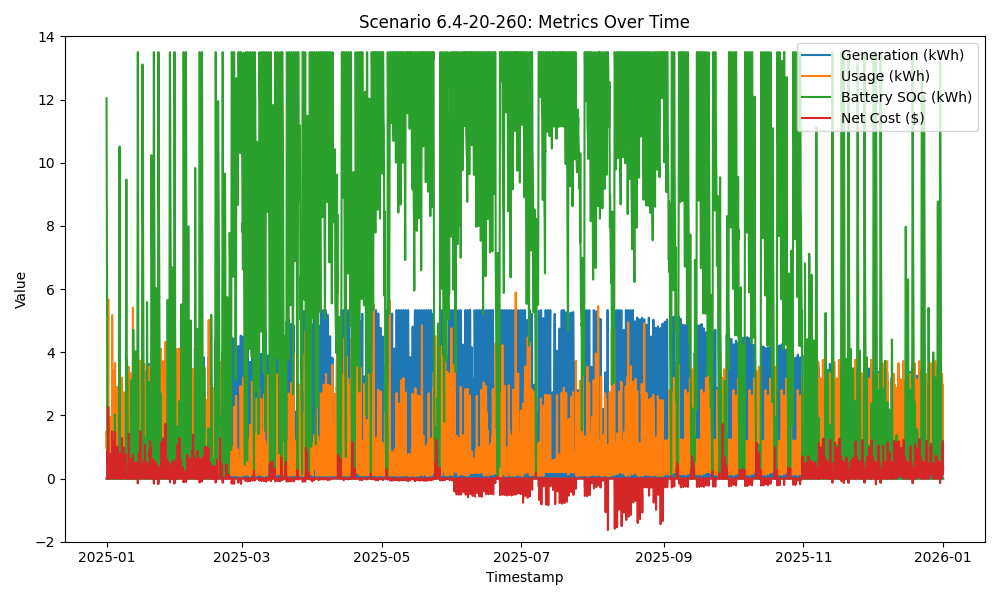 Scenario 6.4-20-260: Metrics Over Time
Generation (kWh)
Usage (kWh)
Battery SOC (kWh)
Net Cost ($)
Value
14
12
10
8
6
4
2
0
−2
2025-01
2025-03
2025-05
2025-07
2025-09
2025-11
2026-01
Timestamp